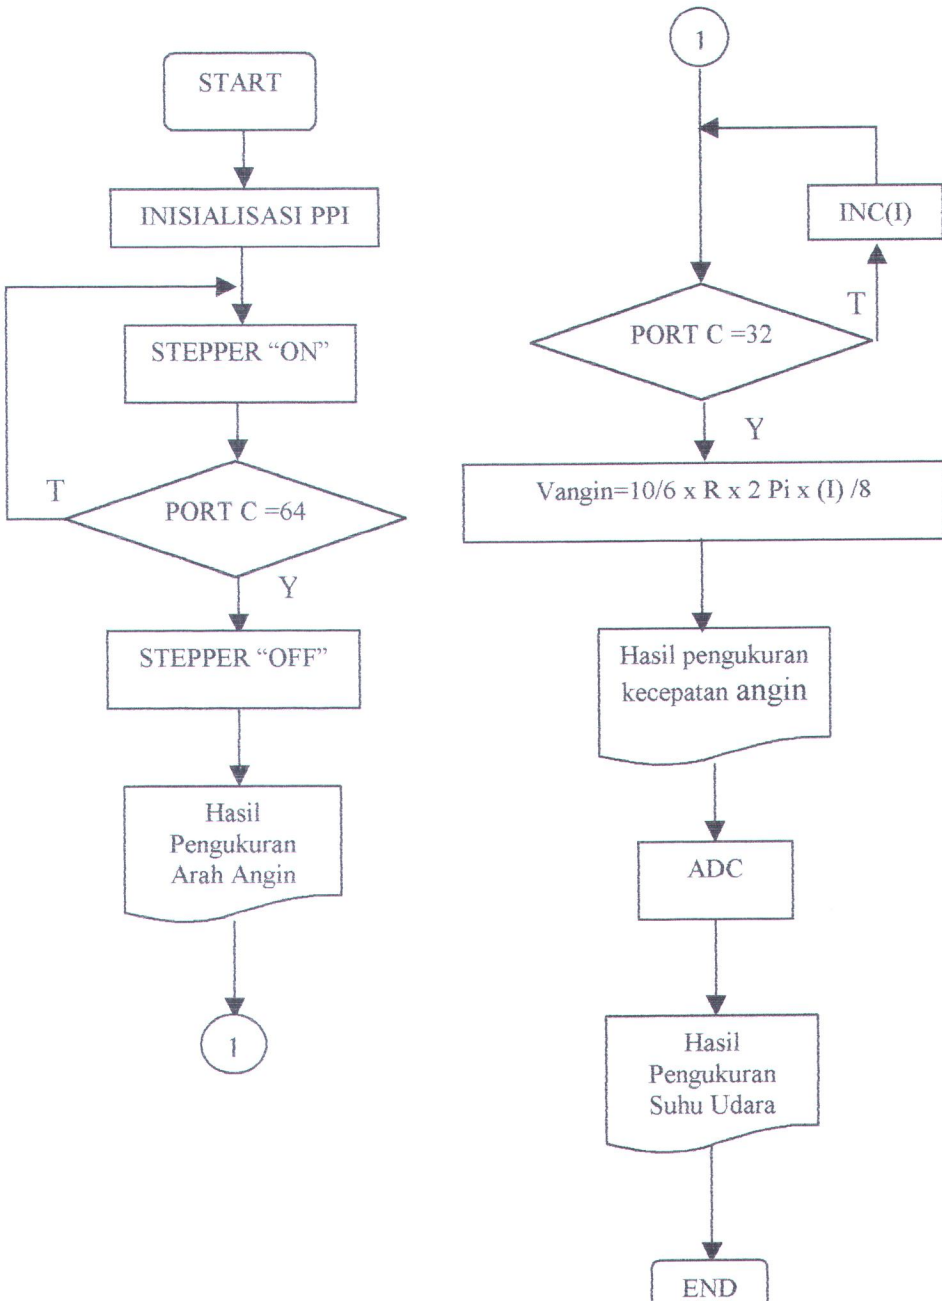 START
INISIALISASI PPI
STEPPER “ON”
T
PORT C =64
Y
STEPPER “OFF”
Hasil
Pengukuran
Arah Angin
1
1
INC(I)
T
PORT C =32
Y
Vangin=10/6 x R x 2 Pi x (I) /8
Hasil pengukuran
kecepatan angin
ADC
Hasil
Pengukuran
Suhu Udara
END